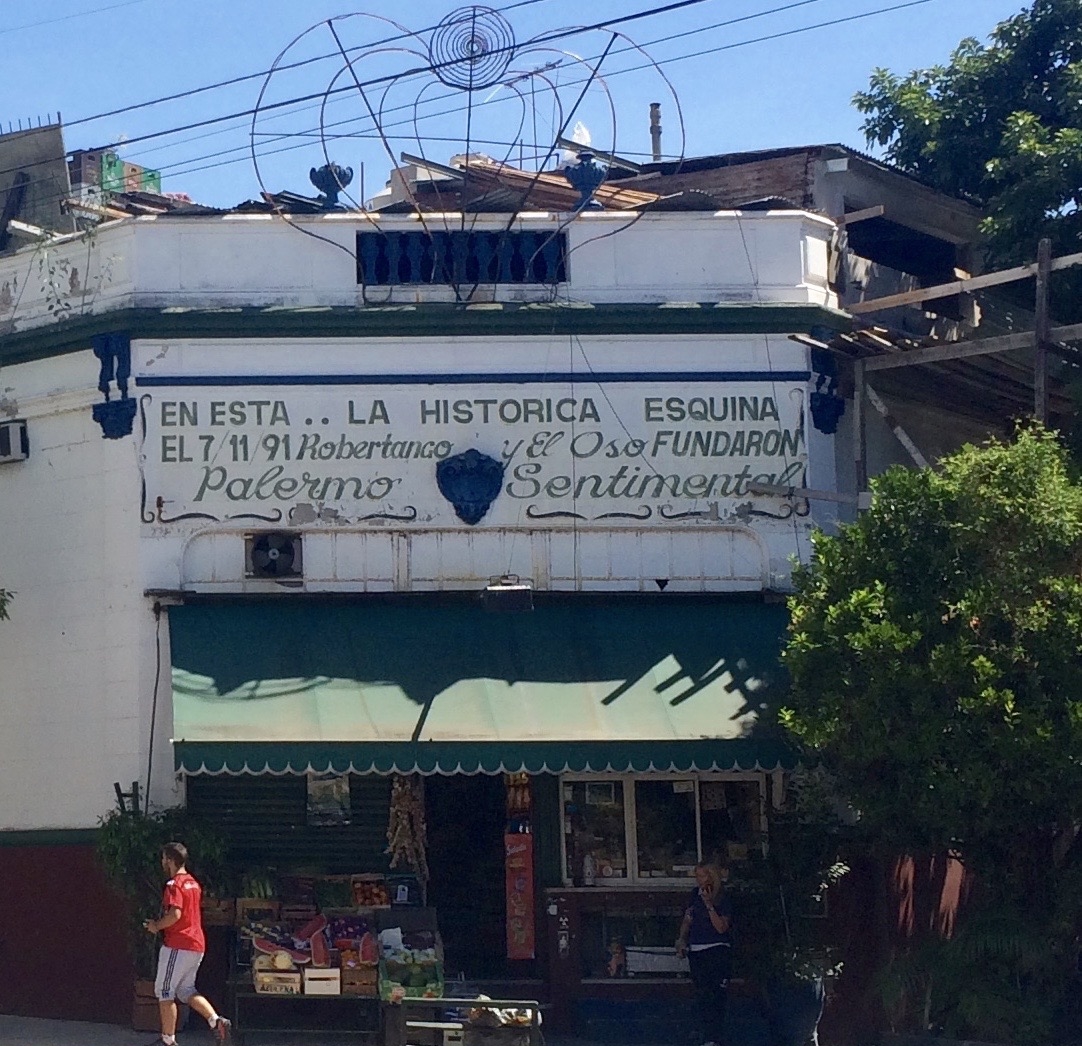 EN ESTA .. LA HISTORICA ESQUINA
EL 7/11/91 Robertango y El Oso FUNDARON
Palermo Sentimental